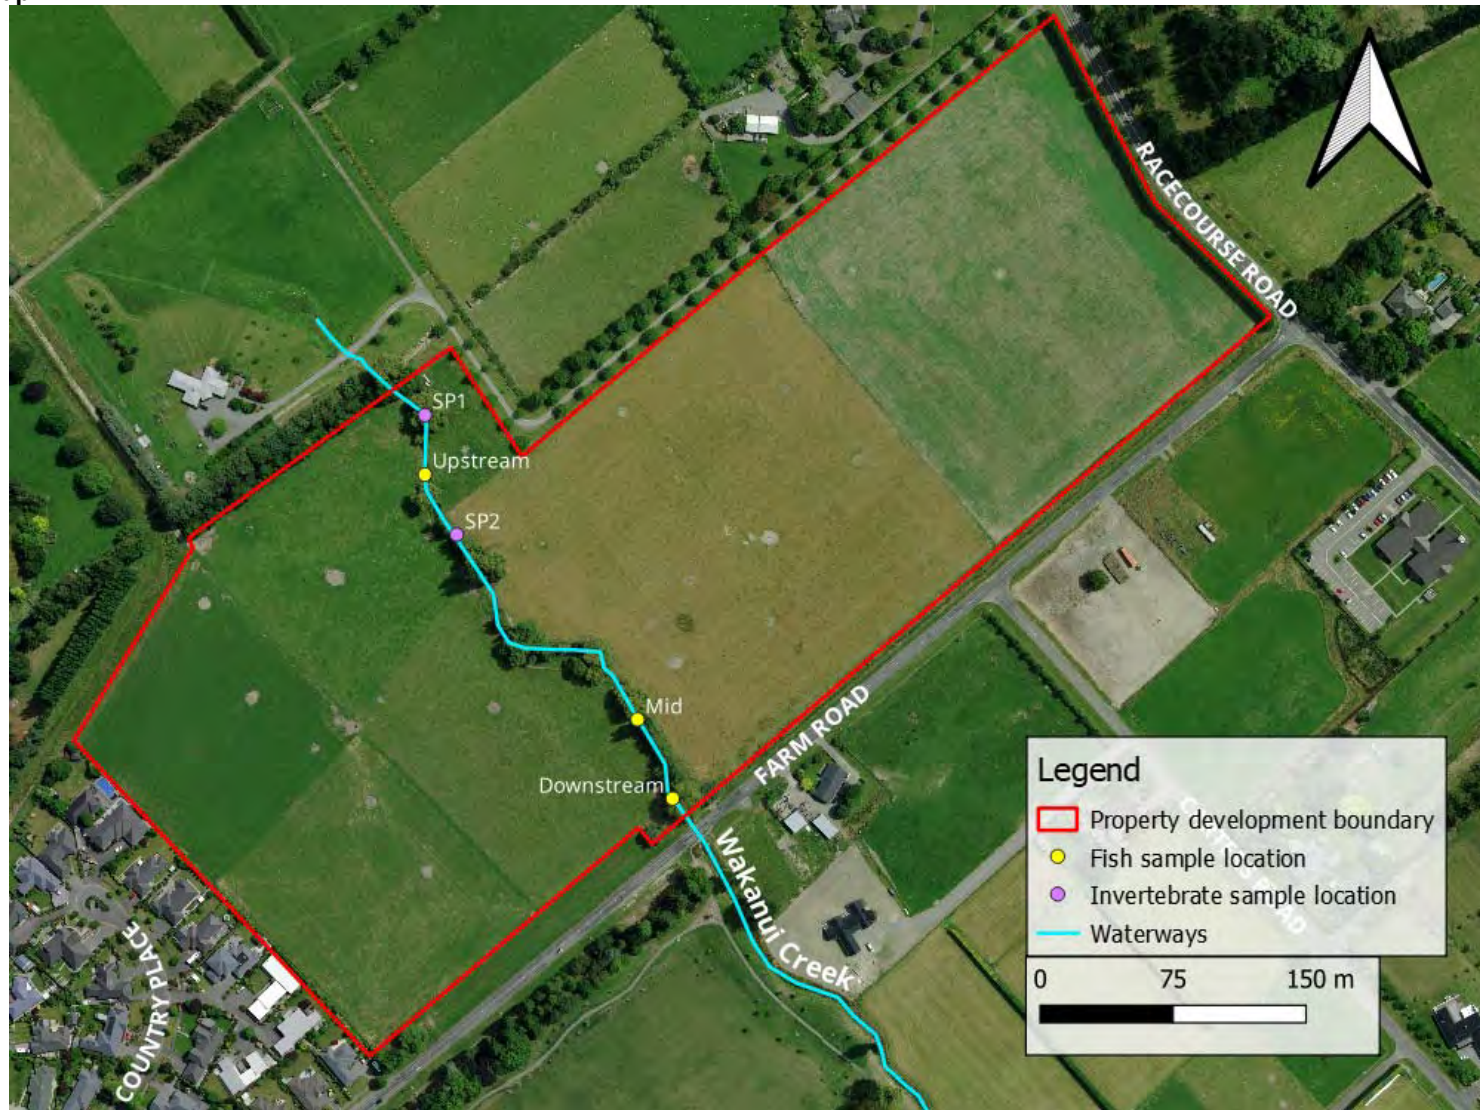 RACECOURSE ROAD
SP1
Upstream
SP2
Mid
Downstream
FARM ROAD
Wakanui Creek
COUNTRY PLACE
Legend
Property development boundary
Fish sample location
Invertebrate sample location
Waterways
ROAD
0 75 150 m